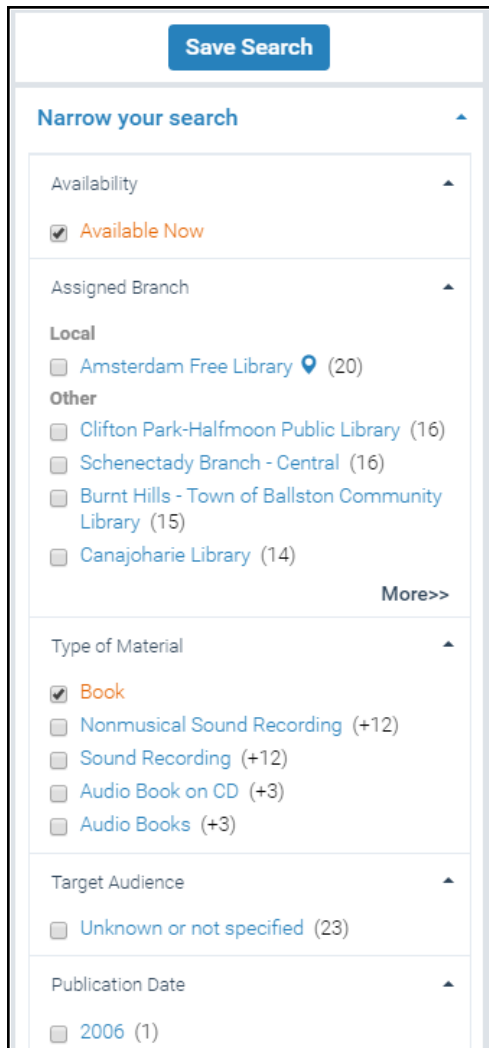 Save Search
Narrow your search
Availability
Available Now
Assigned Branch
Local
Amsterdam Free Library (20)
Other
Clifton Park-Halfmoon Public Library (16)
Schenectady Branch - Central (16)
Burnt Hills - Town of Ballston Community
Library (15)
Canajoharie Library (14)
More>>
Type of Material
Book
Nonmusical Sound Recording (+12)
Sound Recording (+12)
Audio Book on CD (+3)
Audio Books (+3)
Target Audience
Unknown or not specified (23)
Publication Date
2006 (1)